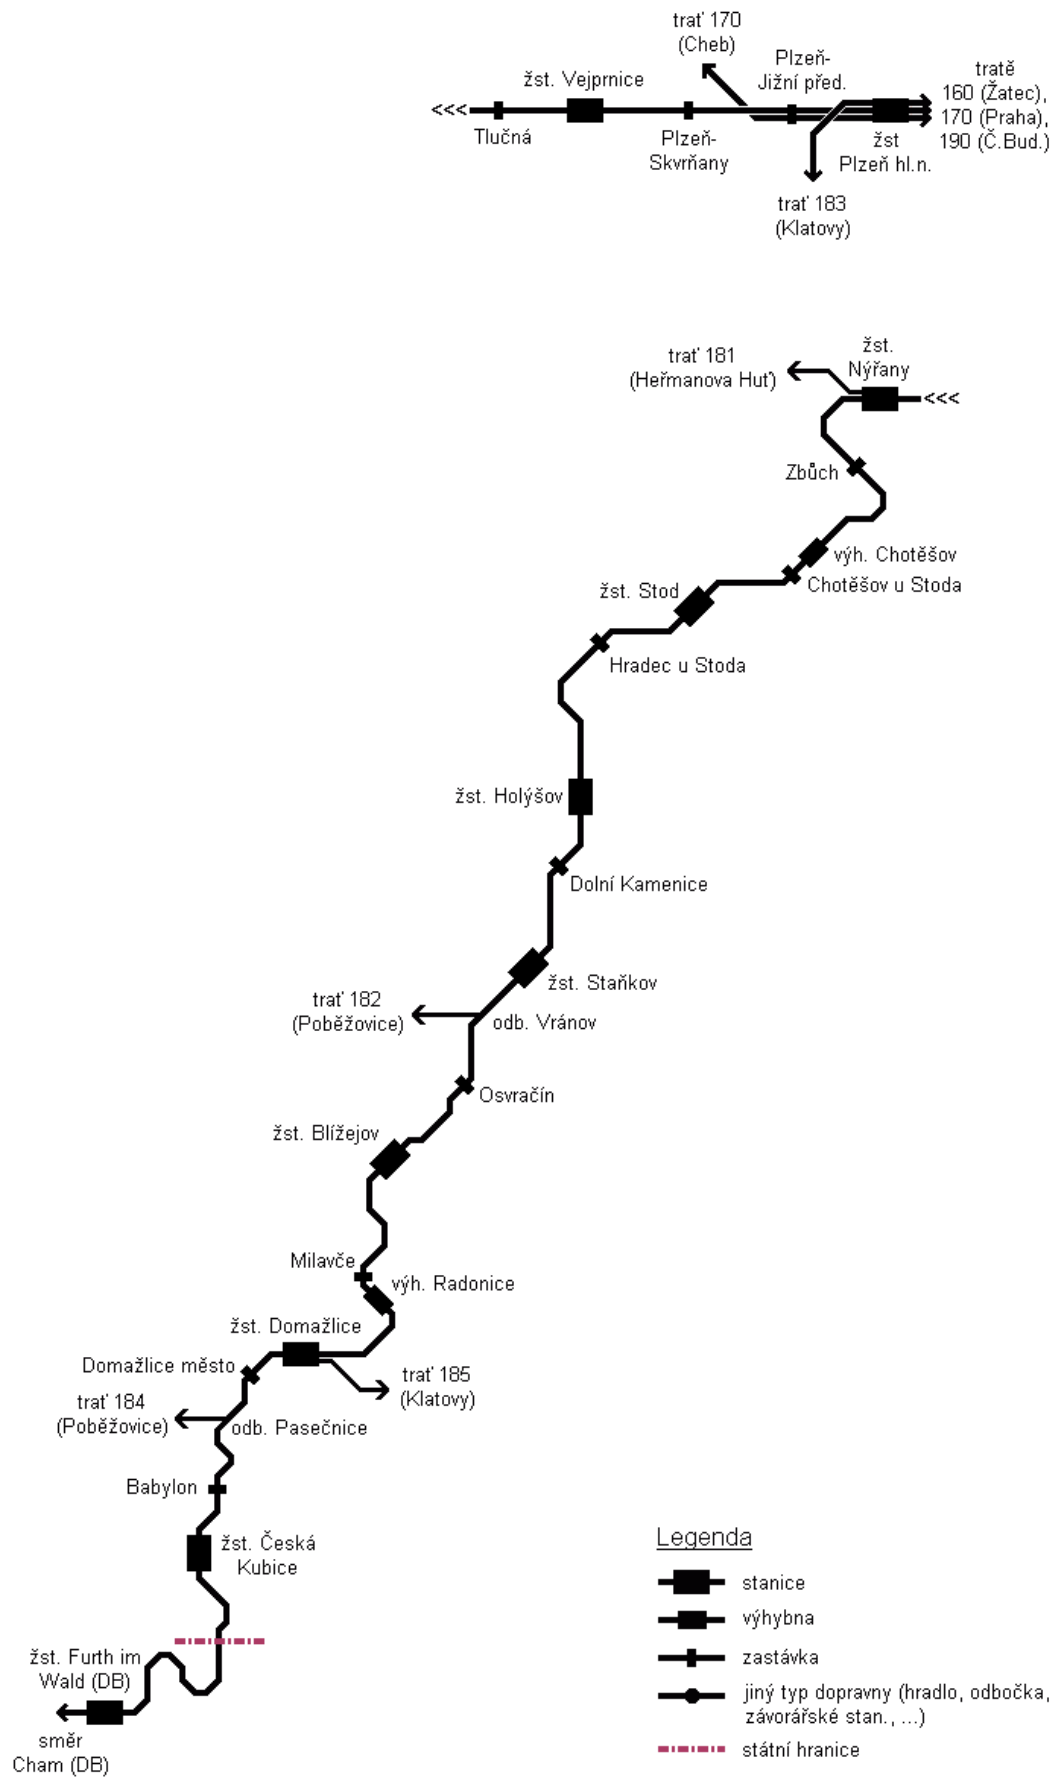 trať 170
(Cheb)
Plzeň-
Jižní před.
žst. Vejprnice
tratě
160 (Žatec),
170 (Praha),
190 (Č.Bud.)
<<<
Tlučná
Plzeň-
Skvrňany
žst
Plzeň hl.n.
trať 183
(Klatovy)
trať 181
(Heřmanova Huť)
žst.
Nýřany
<<<
Zbůch
výh. Chotěšov
Chotěšov u Stoda
žst. Stod
Hradec u Stoda
žst. Holýšov
Dolní Kamenice
žst. Staňkov
trať 182
(Poběžovice)
odb. Vránov
Osvračín
žst. Blížejov
Milavče
výh. Radonice
žst. Domažlice
Domažlice město
trať 185
(Klatovy)
trať 184
(Poběžovice)
odb. Pasečnice
Babylon
žst. Česká
Kubice
žst. Furth im
Wald (DB)
směr
Cham (DB)
Legenda
stanice
výhybna
zastávka
jiný typ dopravny (hradlo, odbočka,
závorářské stan., ...)
státní hranice